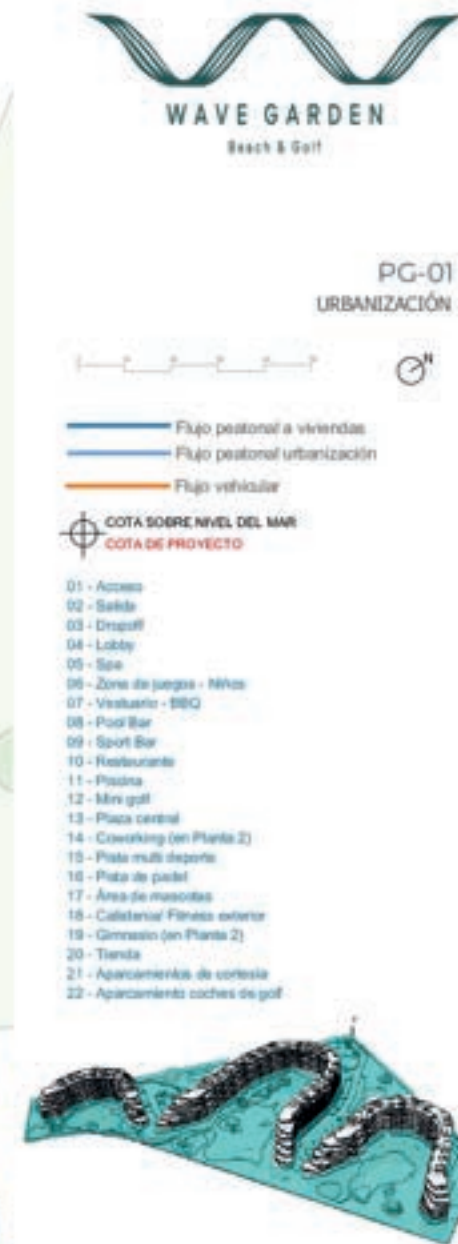 WAVE GARDEN
Beach & Golf
PG-01
URBANIZACIÓN
N
Flujo peatonal a viviendas
Flujo peatonal urbanización
Flujo vehicular
COTA SOBRE NIVEL DEL MAR
COTA DE PROYECTO
01 - Acceso
02 - Salida
03 - Dropoff
04 - Lobby
05 - Spa
06 - Zona de juegos - Niños
07 - Vestuario - BBQ
08 - Pool Bar
09 - Sport Bar
10 - Restaurante
11 - Piscina
12 - Mini golf
13 - Plaza central
14 - Coworking (en Planta 2)
15 - Pista multi deporte
16 - Pista de padel
17 - Área de mascotas
18 - Calistenia/ Fitness exterior
19 - Gimnasio (en Planta 2)
20 - Tienda
21 - Aparcamientos de cortesía
22 - Aparcamiento coches de golf